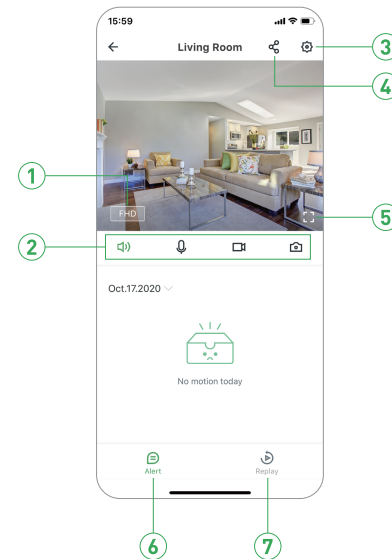 15:59
Living Room
3
4
1
FHD
5
2
Oct.17.2020
No motion today
Alert
Replay
6
7